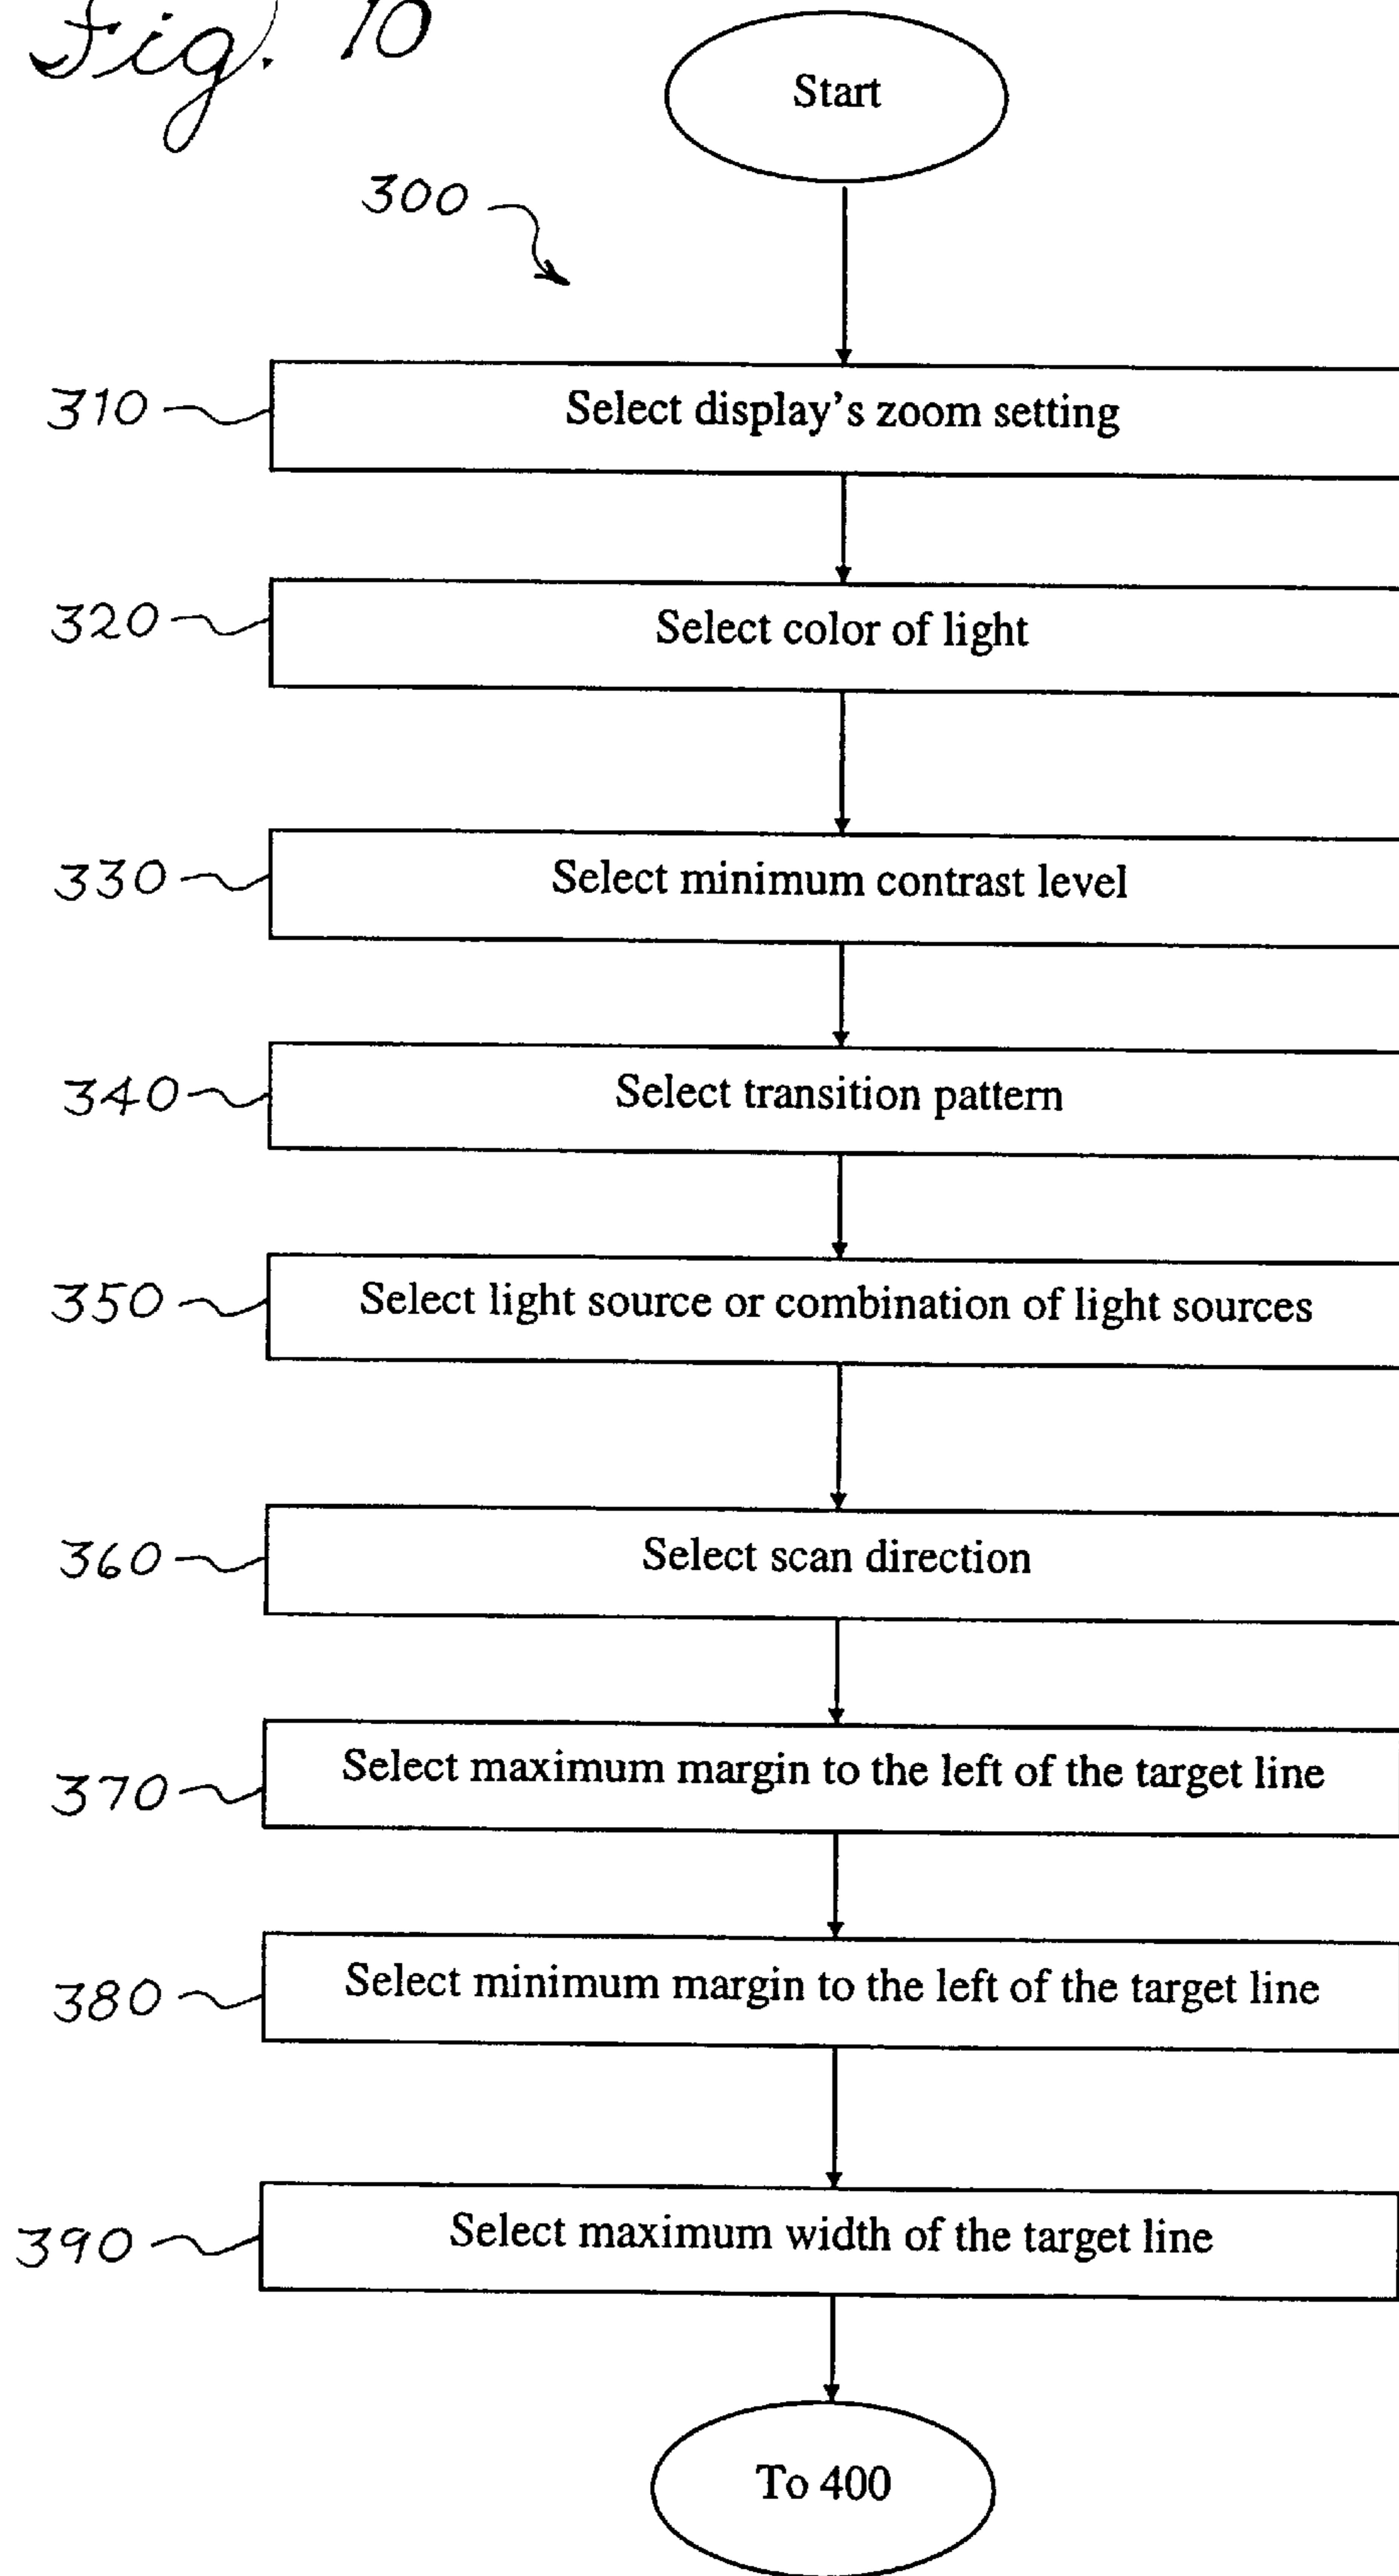 Fig. 10
Start
300
310
Select display's zoom setting
320
Select color of light
330
Select minimum contrast level
340
Select transition pattern
350
Select light source or combination of light sources
360
Select scan direction
370
Select maximum margin to the left of the target line
380
Select minimum margin to the left of the target line
390
Select maximum width of the target line
To 400